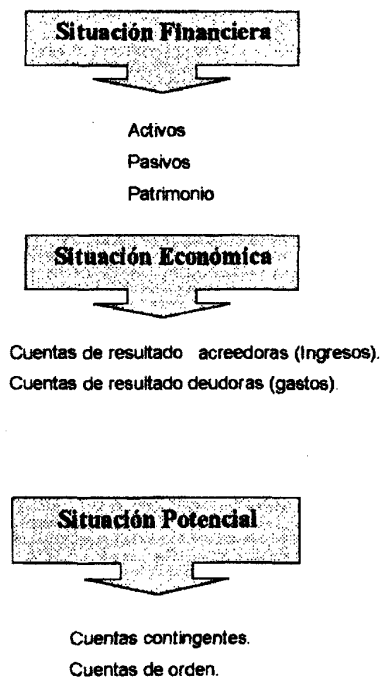 Situación Financiera
Activos
Pasivos
Patrimonio
Situación Económica
Cuentas de resultado acreedoras (Ingresos).
Cuentas de resultado deudoras (gastos).
Situación Potencial
Cuentas contingentes.
Cuentas de orden.